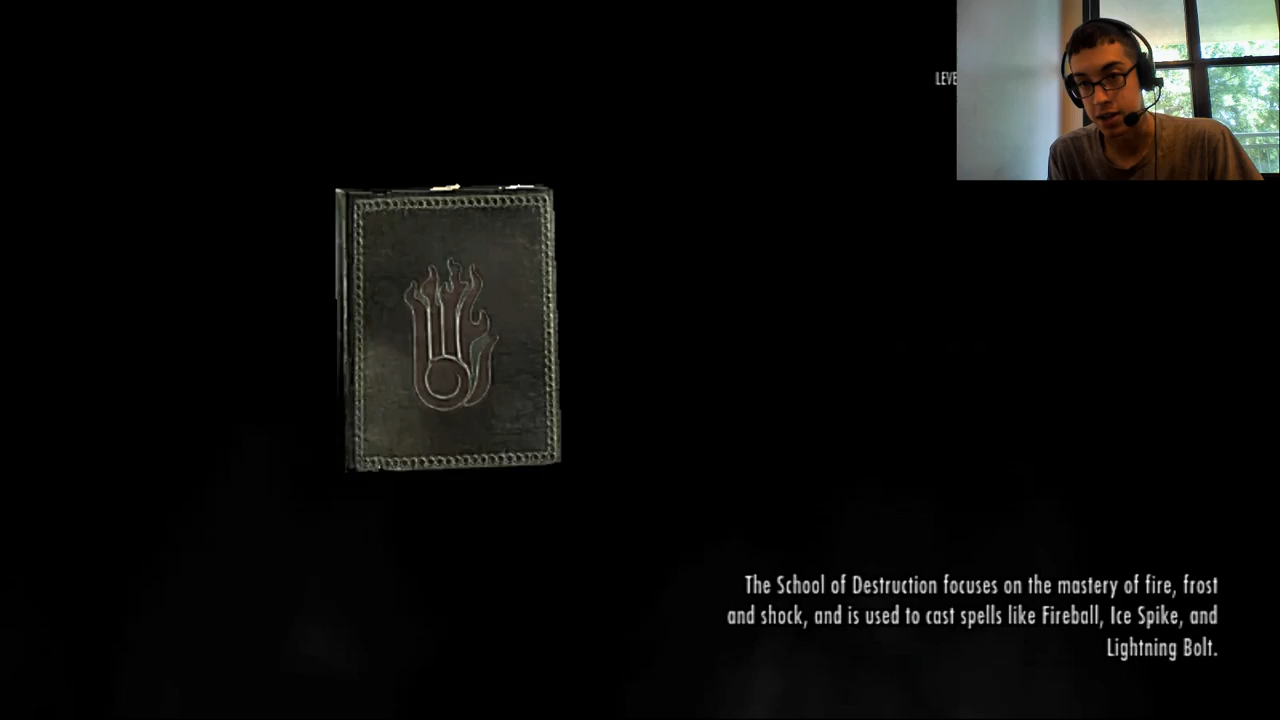 LEVE
The School of Destruction focuses on the mastery of fire, frost
and shock, and is used to cast spells like Fireball, Ice Spike, and
Lightning Bolt.